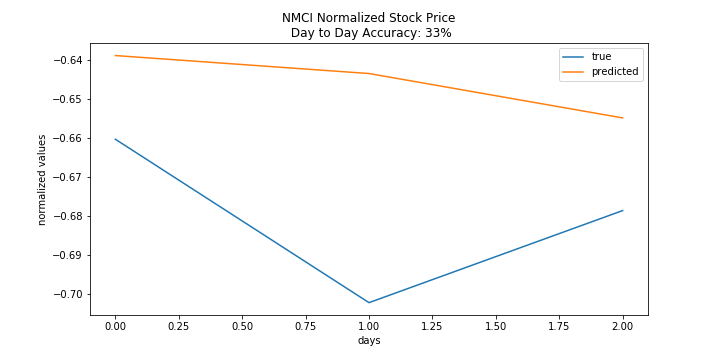 NMCI Normalized Stock Price
Day to Day Accuracy: 33%
true
predicted
normalized values
−0.64
−0.65
−0.66
−0.67
−0.68
−0.69
−0.70
0.00 0.25 0.50 0.75 1.00 1.25 1.50 1.75 2.00
days